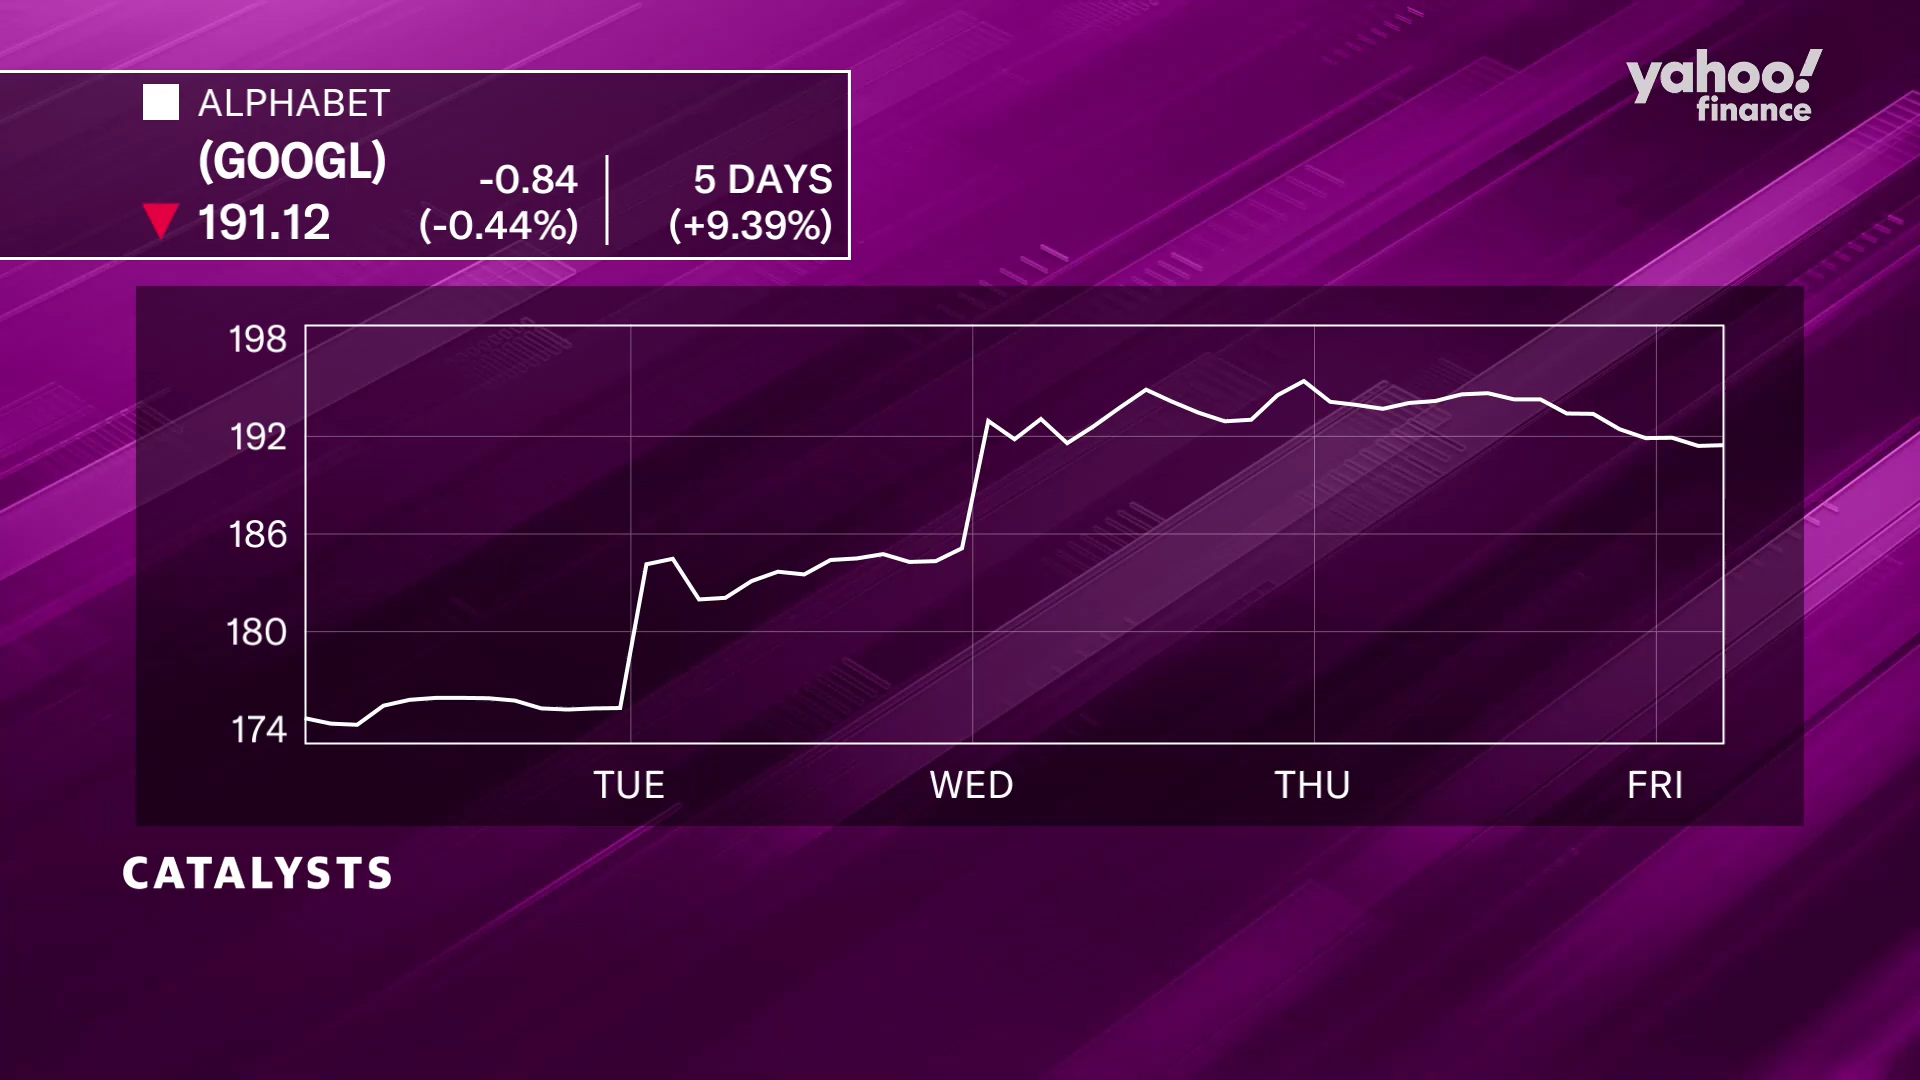 yahoo!
finance
ALPHABET
(GOOGL)
191.12
-0.84
(-0.44%)
5 DAYS
(+9.39%)
198
192
186
180
174
TUE WED THU FRI
CATALYSTS